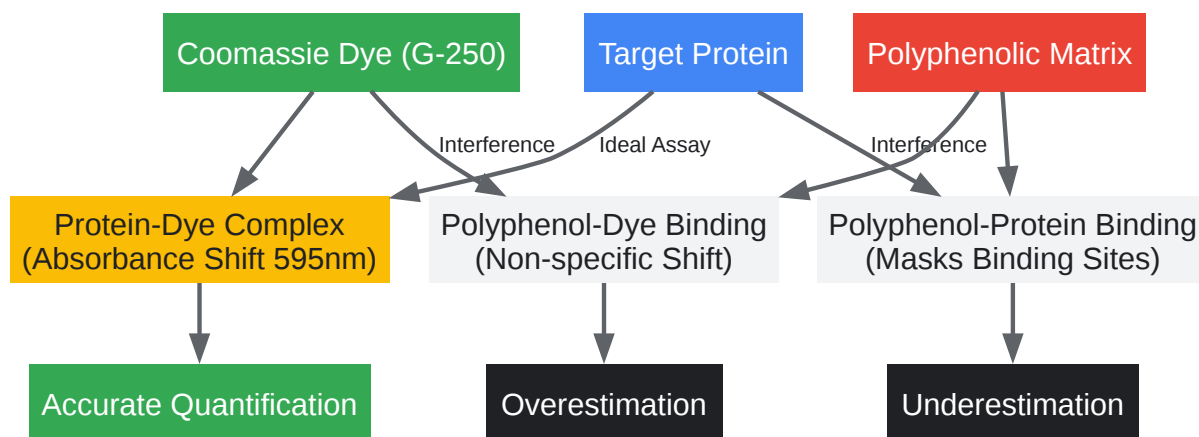 Coomassie Dye (G-250)
Target Protein
Polyphenolic Matrix
Interference
Ideal Assay
Interference
Protein-Dye Complex
(Absorbance Shift 595nm)
Polyphenol-Dye Binding
(Non-specific Shift)
Polyphenol-Protein Binding
(Masks Binding Sites)
Accurate Quantification
Overestimation
Underestimation